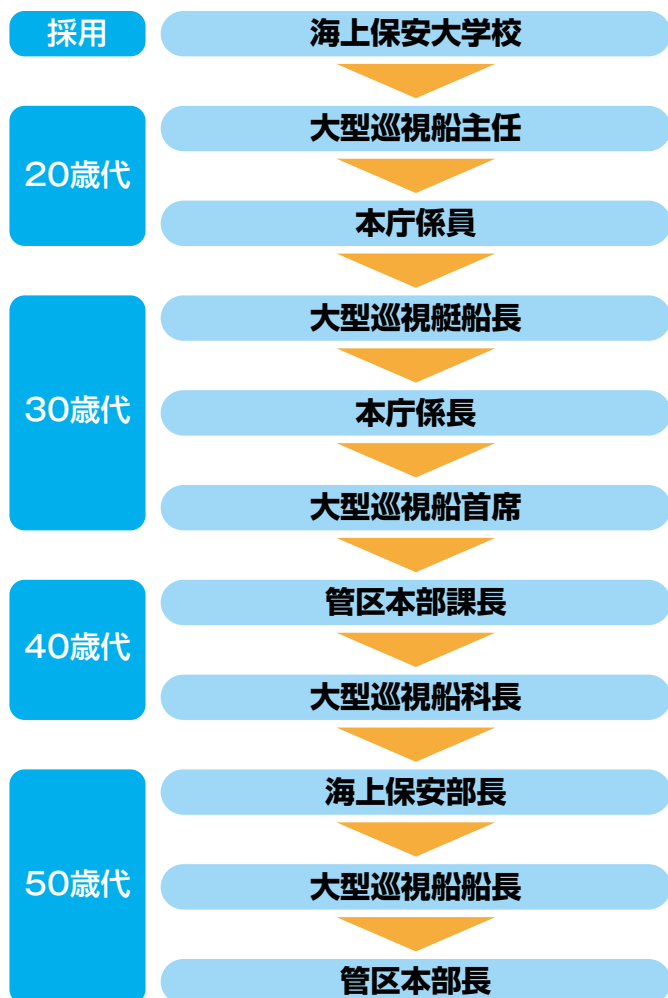 採用
海上保安大学校
20歳代
大型巡視船主任
本庁係員
30歳代
大型巡視艇船長
本庁係長
大型巡視船首席
40歳代
管区本部課長
大型巡視船科長
50歳代
海上保安部長
大型巡視船船長
管区本部長